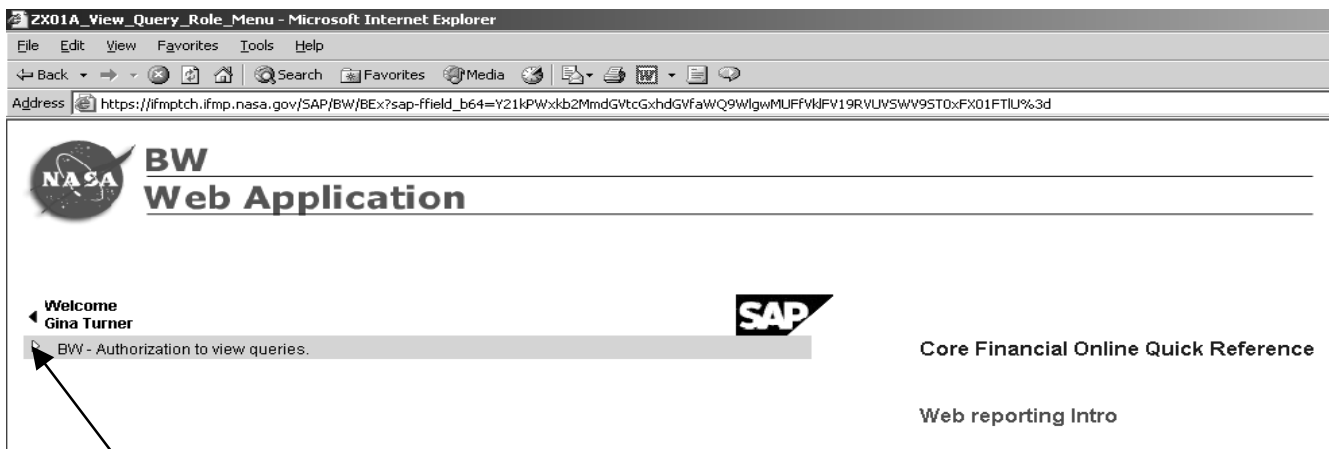 ZX01A_View_Query_Role_Menu - Microsoft Internet Explorer
File Edit View Favorites Tools Help
Back Search Favorites Media
Address https://ifmptch.ifmp.nasa.gov/SAP/BW/BEx?sap-ffield_b64=Y21kPWxkb2MmdGVtcGxhdGVfaWQ9WlgwMUFfVklFV19RVUVSWV9ST0xFX01FTlU%3d
NASA
BW
Web Application
Welcome
Gina Turner
SAP
BW - Authorization to view queries.
Core Financial Online Quick Reference
Web reporting Intro